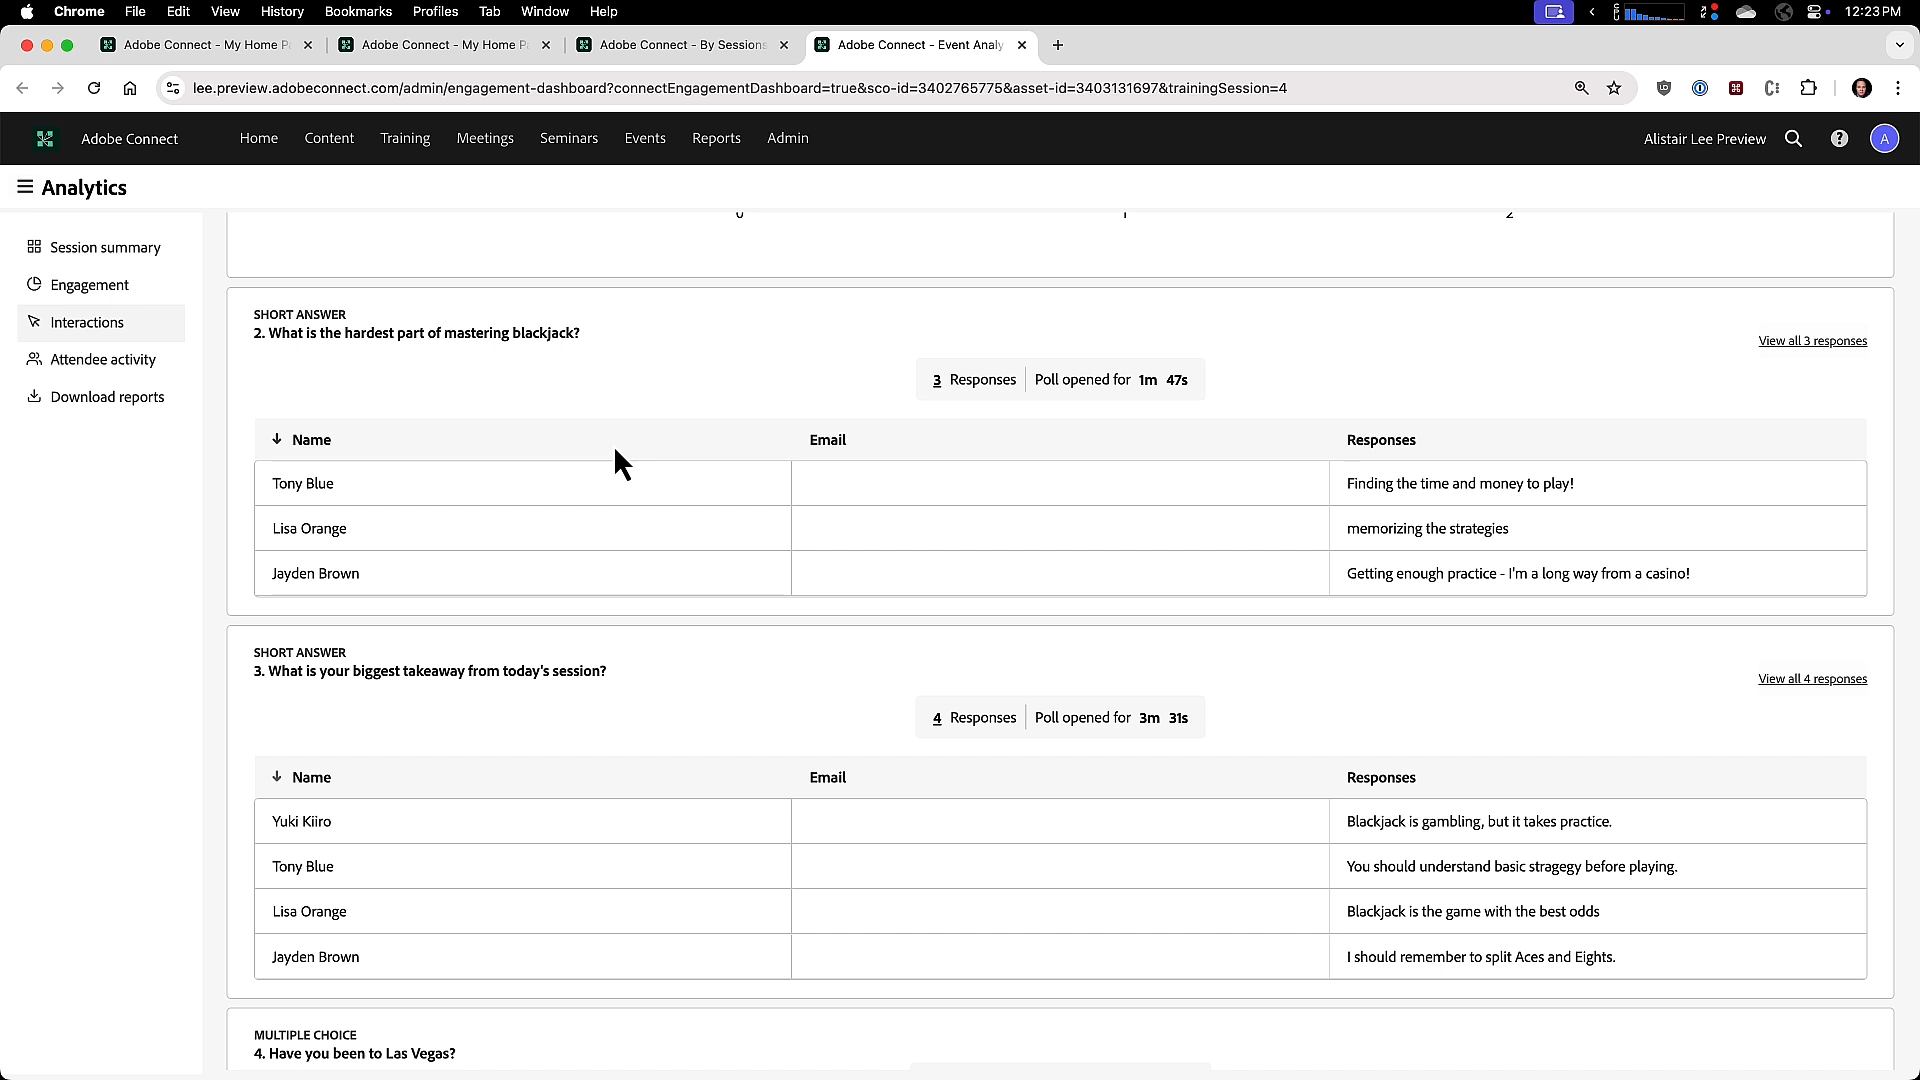 Chrome File Edit View History Bookmarks Profiles Tab Window Help 12:23 PM
Adobe Connect - My Home P Adobe Connect - My Home P Adobe Connect - By Sessions Adobe Connect - Event Analy
lee.preview.adobeconnect.com/admin/engagement-dashboard?connectEngagementDashboard=true&sco-id=3402765775&asset-id=3403131697&trainingSession=4
Adobe Connect Home Content Training Meetings Seminars Events Reports Admin Alistair Lee Preview A
Analytics
Session summary
Engagement
Interactions
Attendee activity
Download reports
0 1 2
SHORT ANSWER
2. What is the hardest part of mastering blackjack?
View all 3 responses
3 Responses Poll opened for 1m 47s
Name Email Responses
Tony Blue Finding the time and money to play!
Lisa Orange memorizing the strategies
Jayden Brown Getting enough practice - I'm a long way from a casino!
SHORT ANSWER
3. What is your biggest takeaway from today's session?
View all 4 responses
4 Responses Poll opened for 3m 31s
Name Email Responses
Yuki Kiiro Blackjack is gambling, but it takes practice.
Tony Blue You should understand basic stragegy before playing.
Lisa Orange Blackjack is the game with the best odds
Jayden Brown I should remember to split Aces and Eights.
MULTIPLE CHOICE
4. Have you been to Las Vegas?